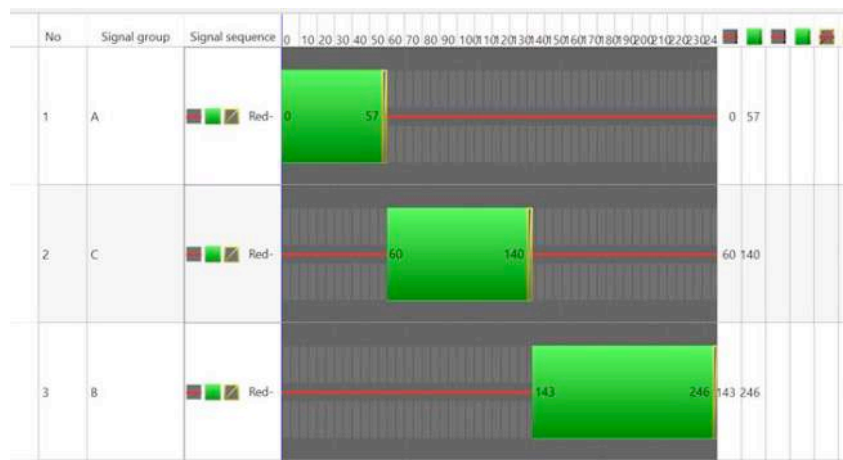 No Signal group Signal sequence 0 10 20 30 40 50 60 70 80 90 100 110 120 130 140 150 160 170 180 190 200 210 220 230 24
1 A Red- 0 57 0 57
2 C Red- 60 140 60 140
3 B Red- 143 246 143 246